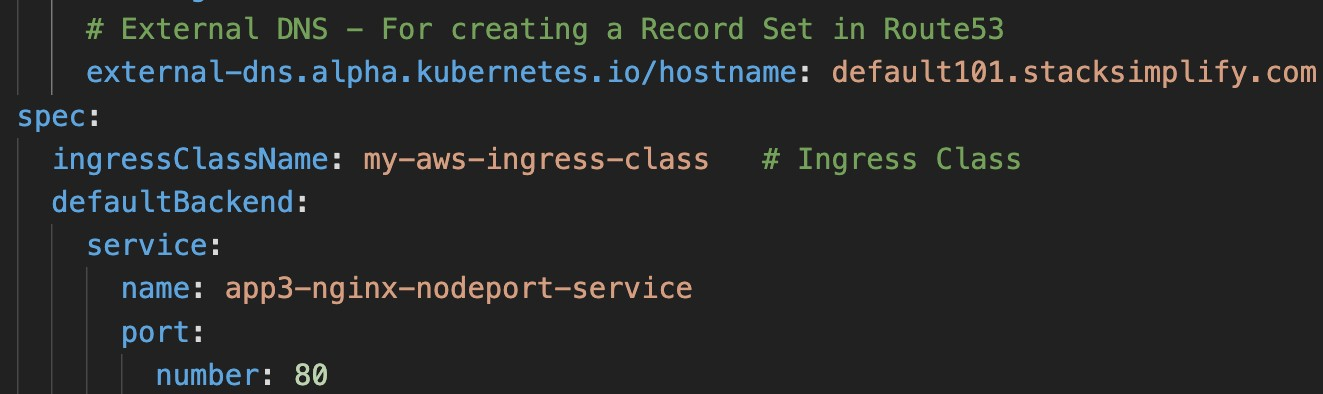 # External DNS - For creating a Record Set in Route53
external-dns.alpha.kubernetes.io/hostname: default101.stacksimplify.com
spec:
ingressClassName: my-aws-ingress-class # Ingress Class
defaultBackend:
service:
name: app3-nginx-nodeport-service
port:
number: 80